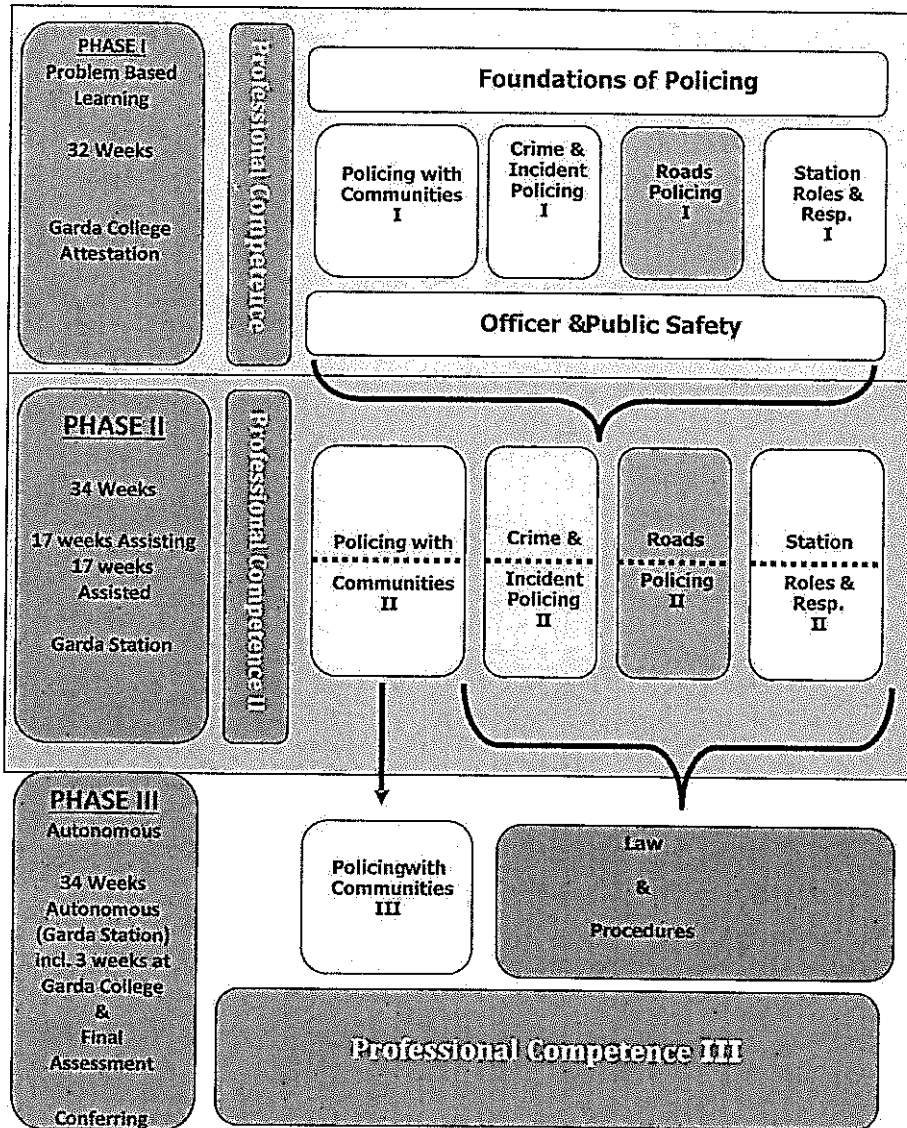 PHASE I
Problem Based
Learning
32 Weeks
Garda College
Attestation
Professional Competence
Foundations of Policing
Policing with
Communities
I
Crime &
Incident
Policing
I
Roads
Policing
I
Station
Roles &
Resp.
I
Officer &Public Safety
PHASE II
34 Weeks
17 weeks Assisting
17 weeks
Assisted
Garda Station
Professional Competence II
Policing with
Communities
II
Crime &
Incident
Policing
II
Roads
Policing
II
Station
Roles &
Resp.
II
PHASE III
Autonomous
34 Weeks
Autonomous
(Garda Station)
incl. 3 weeks at
Garda College
&
Final
Assessment
Conferring
Policingwith
Communities
III
Law
&
Procedures
Professional Competence III